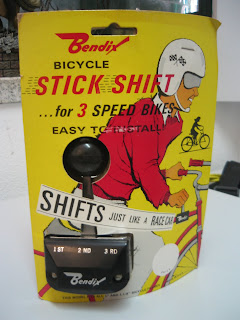 Bendix
BICYCLE
STICK SHIFT
...for 3 SPEED BIKES
EASY TO INSTALL
SHIFTS JUST LIKE A RACE CAR
1 ST 2 ND 3 RD
Bendix